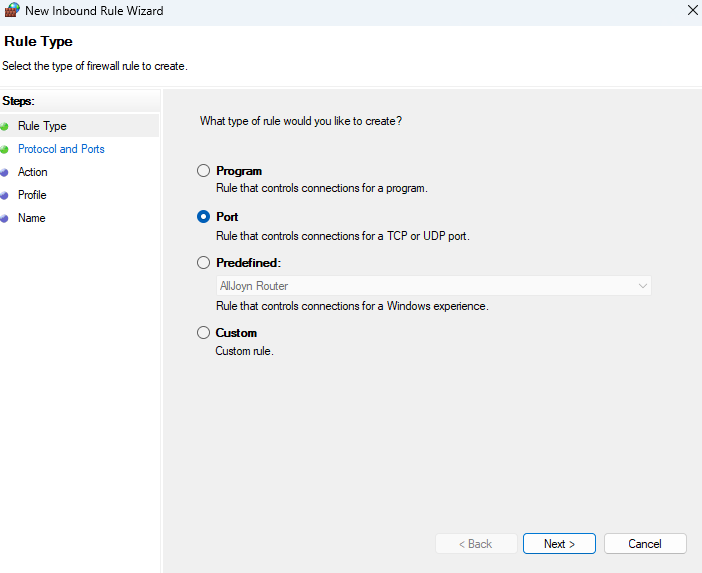 New Inbound Rule Wizard
Rule Type
Select the type of firewall rule to create.
Steps:
Rule Type
Protocol and Ports
Action
Profile
Name
What type of rule would you like to create?
Program
Rule that controls connections for a program.
Port
Rule that controls connections for a TCP or UDP port.
Predefined:
AllJoyn Router
Rule that controls connections for a Windows experience.
Custom
Custom rule.
< Back
Next >
Cancel